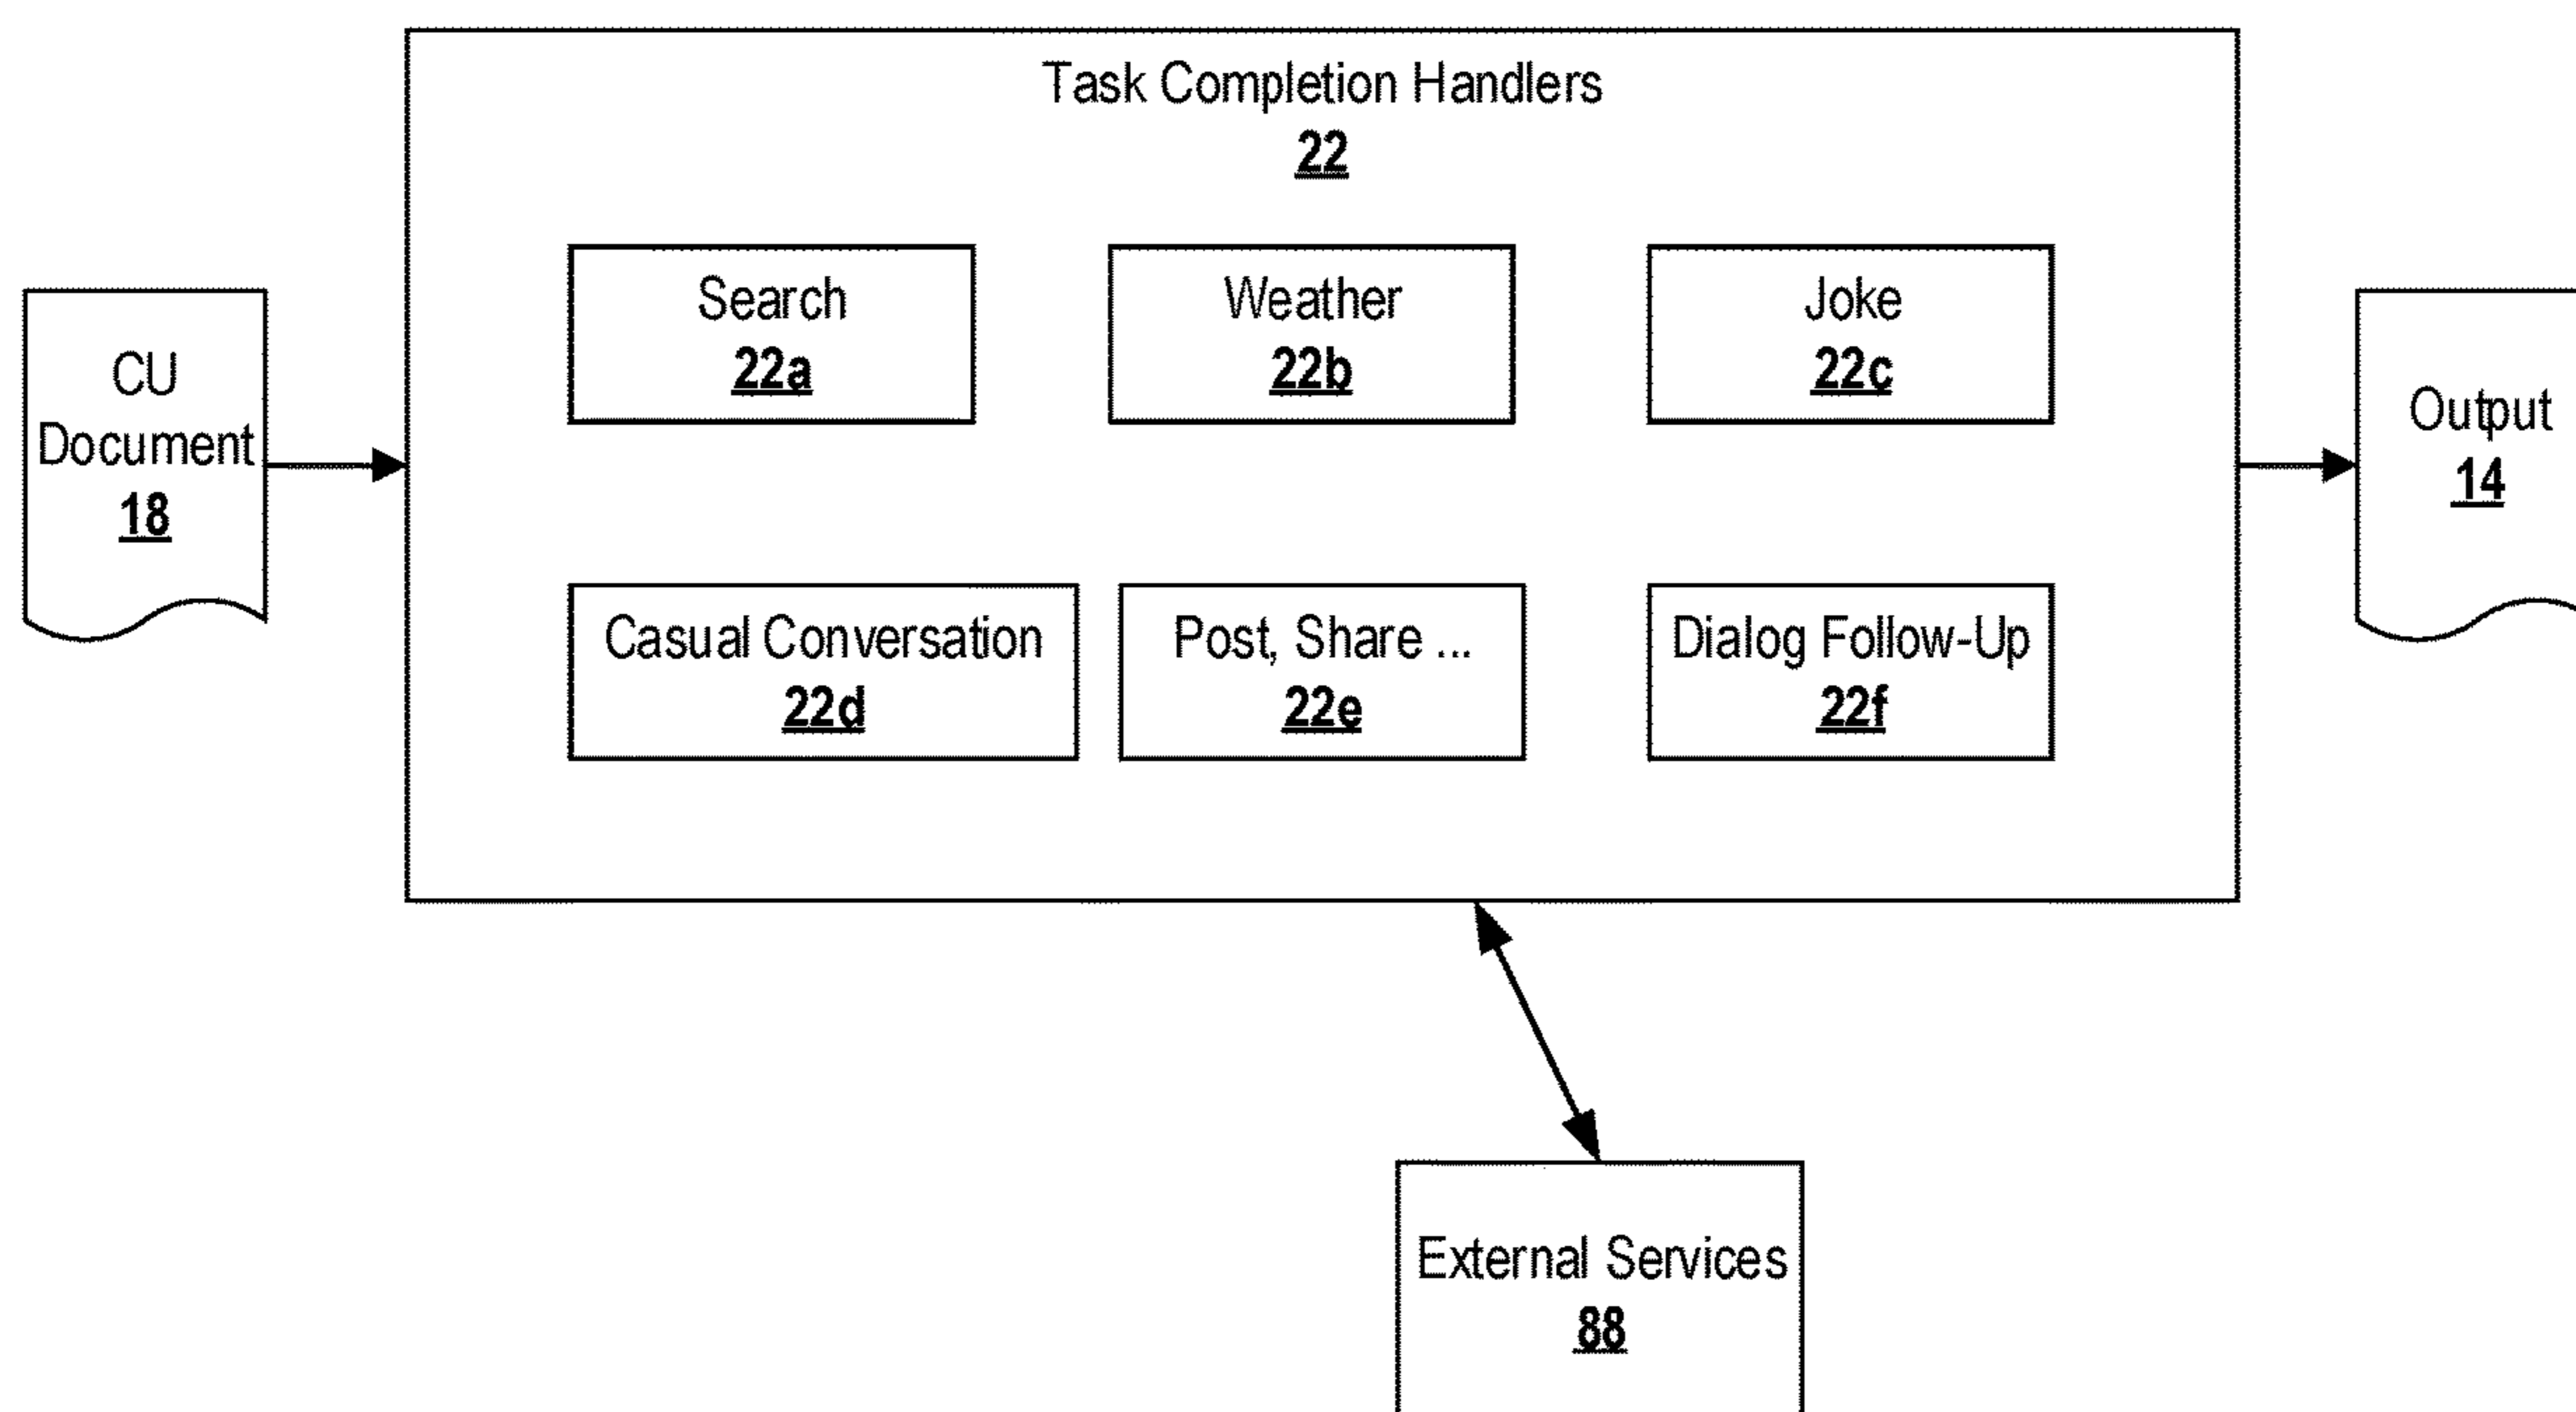 Task Completion Handlers
22
Search
22a
Weather
22b
Joke
22c
CU
Document
18
Output
14
Casual Conversation
22d
Post, Share ...
22e
Dialog Follow-Up
22f
External Services
88